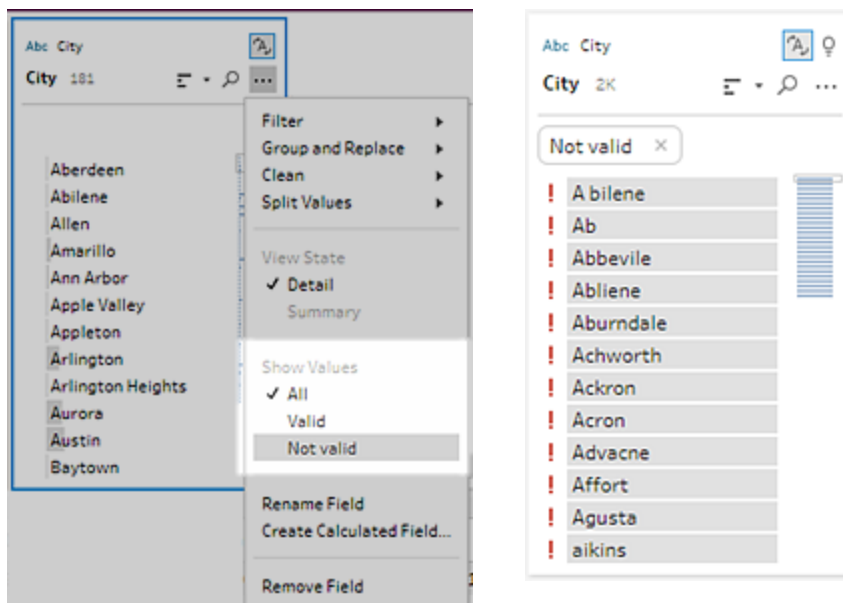 Abc City
City 181
Aberdeen
Abilene
Allen
Amarillo
Ann Arbor
Apple Valley
Appleton
Arlington
Arlington Heights
Aurora
Austin
Baytown
Filter
Group and Replace
Clean
Split Values
View State
✓ Detail
Summary
Show Values
✓ All
Valid
Not valid
Rename Field
Create Calculated Field...
Remove Field
Abc City
City 2K
Not valid ×
! A bilene
! Ab
! Abbevile
! Abliene
! Aburndale
! Achworth
! Ackron
! Acron
! Advacne
! Affort
! Agusta
! aikins